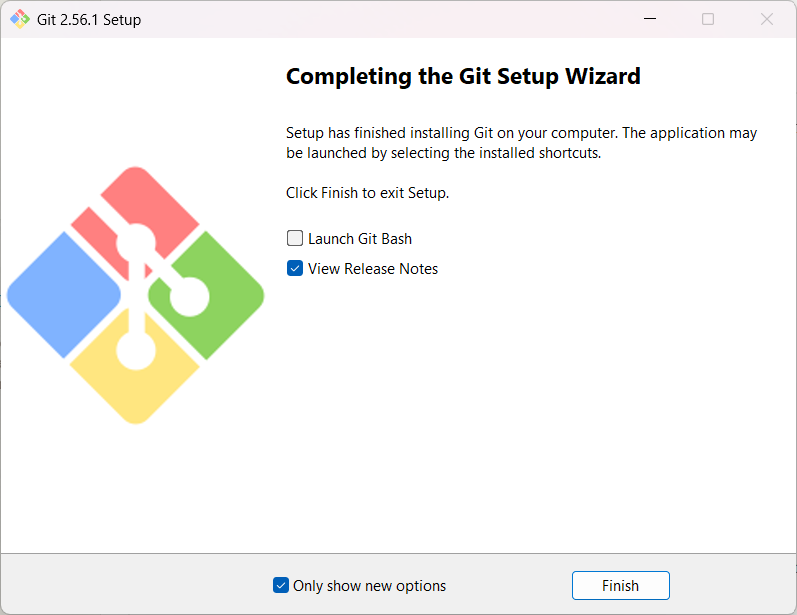 Git 2.56.1 Setup
Completing the Git Setup Wizard
Setup has finished installing Git on your computer. The application may
be launched by selecting the installed shortcuts.
Click Finish to exit Setup.
Launch Git Bash
View Release Notes
Only show new options
Finish